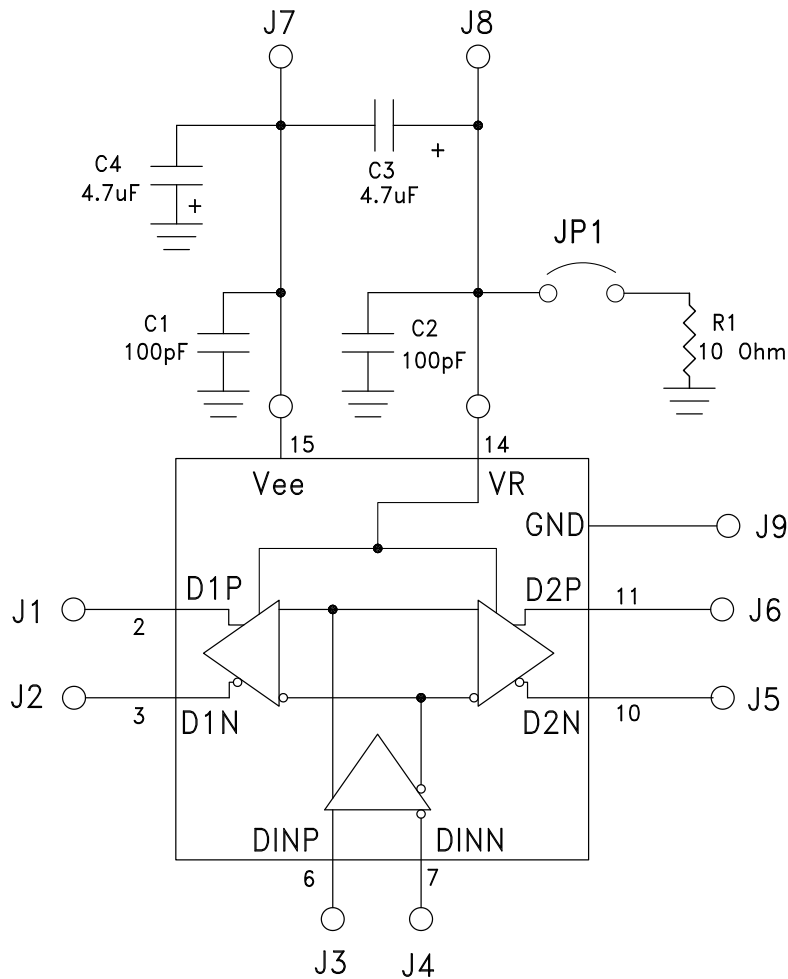 J7
J8
C4
4.7uF
+
C3
4.7uF
+
JP1
C1
100pF
C2
100pF
R1
10 Ohm
15
14
Vee
VR
GND
J9
D1P
D2P
J1
2
11
J6
J2
3
D1N
D2N
10
J5
DINP
DINN
6
7
J3
J4